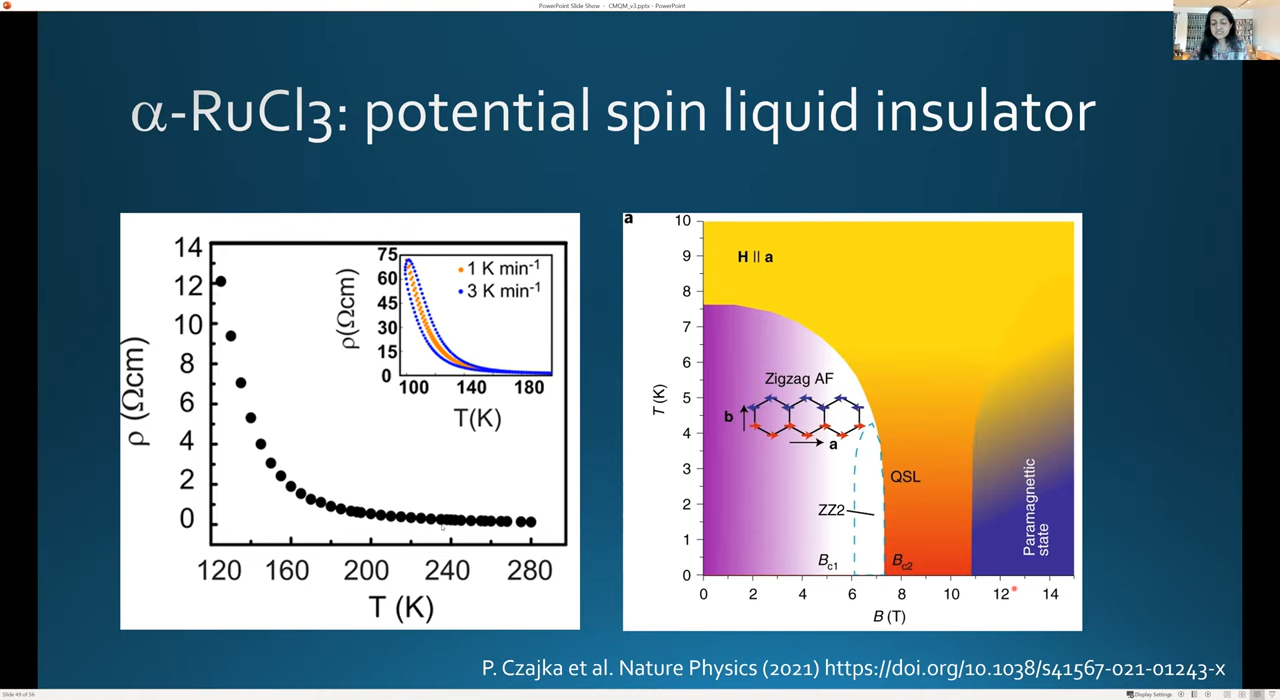 PowerPoint Slide Show - CMQM_v3.pptx - PowerPoint
α-RuCl3: potential spin liquid insulator
14
12
10
8
6
4
2
0
ρ (Ωcm)
120 160 200 240 280
T (K)
75
60
45
30
15
0
ρ(Ωcm)
1 K min-1
3 K min-1
100 140 180
T(K)
a
10
9
8
7
6
5
4
3
2
1
0
T (K)
H || a
Zigzag AF
b
a
QSL
ZZ2
Bc1
Bc2
Paramagnettic
state
0 2 4 6 8 10 12 14
B (T)
P. Czajka et al. Nature Physics (2021) https://doi.org/10.1038/s41567-021-01243-x
Slide 49 of 56
Display Settings